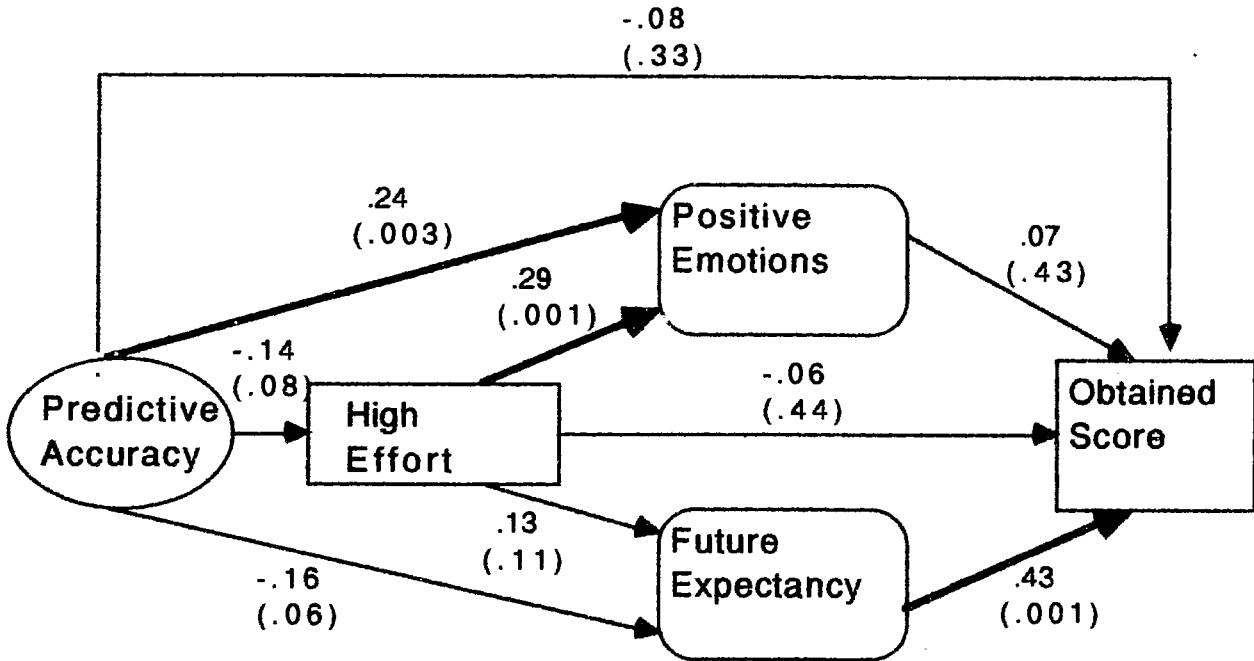 -.08
(.33)
.24
(.003)
Positive
Emotions
.07
(.43)
.29
(.001)
-.14
(.08)
Predictive
Accuracy
High
Effort
-.06
(.44)
Obtained
Score
.13
(.11)
Future
Expectancy
-.16
(.06)
.43
(.001)